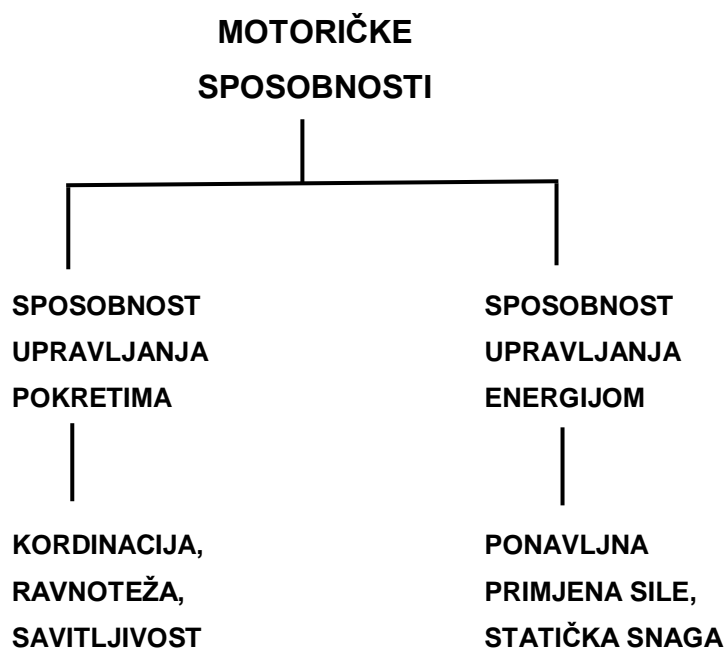 MOTORIČKE
SPOSOBNOSTI
SPOSOBNOST
UPRAVLJANJA
POKRETIMA
SPOSOBNOST
UPRAVLJANJA
ENERGIJOM
KORDINACIJA,
RAVNOTEŽA,
SAVITLJIVOST
PONAVLJNA
PRIMJENA SILE,
STATIČKA SNAGA